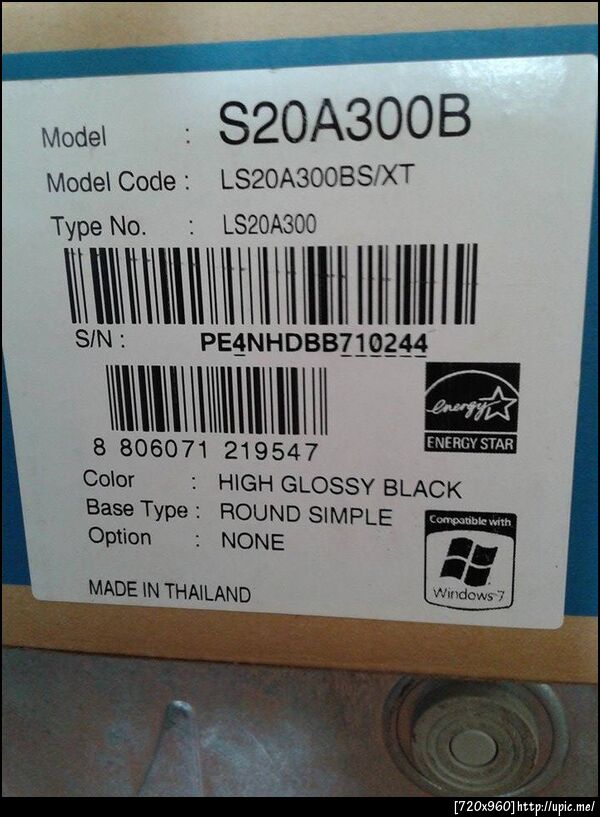 Model : S20A300B
Model Code : LS20A300BS/XT
Type No. : LS20A300
S/N : PE4NHDBB710244
energy
ENERGY STAR
8 806071 219547
Color : HIGH GLOSSY BLACK
Base Type : ROUND SIMPLE
Option : NONE
Compatible with
Windows 7
MADE IN THAILAND
[720x960]http://upic.me/